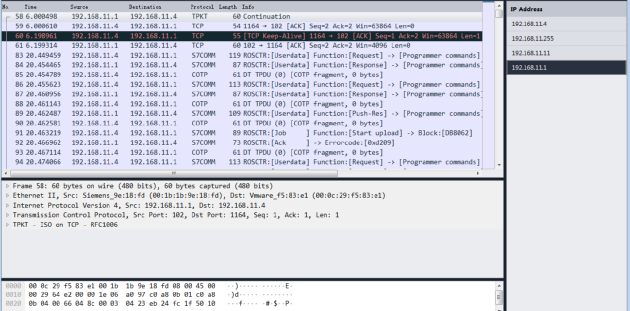 No Time Source Destination Protocol Length Info
58 6.000498 192.168.11.1 192.168.11.4 TPKT 60 Continuation
59 6.000610 192.168.11.4 192.168.11.1 TCP 54 1164 → 102 [ACK] Seq=2 Ack=2 Win=63864 Len=0
60 6.198961 192.168.11.4 192.168.11.1 TCP 55 [TCP Keep-Alive] 1164 → 102 [ACK] Seq=1 Ack=2 Win=63864 Len=1
61 6.199314 192.168.11.1 192.168.11.4 TCP 60 102 → 1164 [ACK] Seq=2 Ack=2 Win=4096 Len=0
83 20.449459 192.168.11.4 192.168.11.1 S7COMM 119 ROSCTR:[Userdata] Function:[Request] -> [Programmer commands]
84 20.454465 192.168.11.1 192.168.11.4 S7COMM 87 ROSCTR:[Userdata] Function:[Response] -> [Programmer commands]
85 20.454789 192.168.11.4 192.168.11.1 COTP 61 DT TPDU (0) [COTP fragment, 0 bytes]
86 20.455623 192.168.11.4 192.168.11.1 S7COMM 89 ROSCTR:[Userdata] Function:[Request] -> [Programmer commands]
87 20.460956 192.168.11.1 192.168.11.4 S7COMM 87 ROSCTR:[Userdata] Function:[Response] -> [Programmer commands]
88 20.461143 192.168.11.4 192.168.11.1 COTP 61 DT TPDU (0) [COTP fragment, 0 bytes]
89 20.462487 192.168.11.1 192.168.11.4 S7COMM 109 ROSCTR:[Userdata] Function:[Push-Res] -> [Programmer commands]
90 20.462581 192.168.11.4 192.168.11.1 COTP 61 DT TPDU (0) [COTP fragment, 0 bytes]
91 20.463219 192.168.11.4 192.168.11.1 S7COMM 89 ROSCTR:[Job ] Function:[Start upload] -> Block:[DB8062]
92 20.466962 192.168.11.1 192.168.11.4 S7COMM 73 ROSCTR:[Ack ] -> Errorcode:[0xd209]
93 20.467114 192.168.11.4 192.168.11.1 COTP 61 DT TPDU (0) [COTP fragment, 0 bytes]
94 20.474066 192.168.11.4 192.168.11.1 S7COMM 113 ROSCTR:[Userdata] Function:[Request] -> [Programmer commands]
Frame 58: 60 bytes on wire (480 bits), 60 bytes captured (480 bits)
Ethernet II, Src: Siemens_9e:18:fd (00:1b:1b:9e:18:fd), Dst: Vmware_f5:83:e1 (00:0c:29:f5:83:e1)
Internet Protocol Version 4, Src: 192.168.11.1, Dst: 192.168.11.4
Transmission Control Protocol, Src Port: 102, Dst Port: 1164, Seq: 1, Ack: 1, Len: 1
TPKT - ISO on TCP - RFC1006
0000 00 0c 29 f5 83 e1 00 1b 1b 9e 18 fd 08 00 45 00 ··)····· ······E·
0010 00 29 64 e2 00 00 1e 06 a0 97 c0 a8 0b 01 c0 a8 ·)d····· ········
0020 0b 04 00 66 04 8c 00 03 04 23 eb 24 fc 1f 50 10 ···f···· ·#·$··P·
IP Address
192.168.11.4
192.168.11.255
192.168.11.11
192.168.11.1